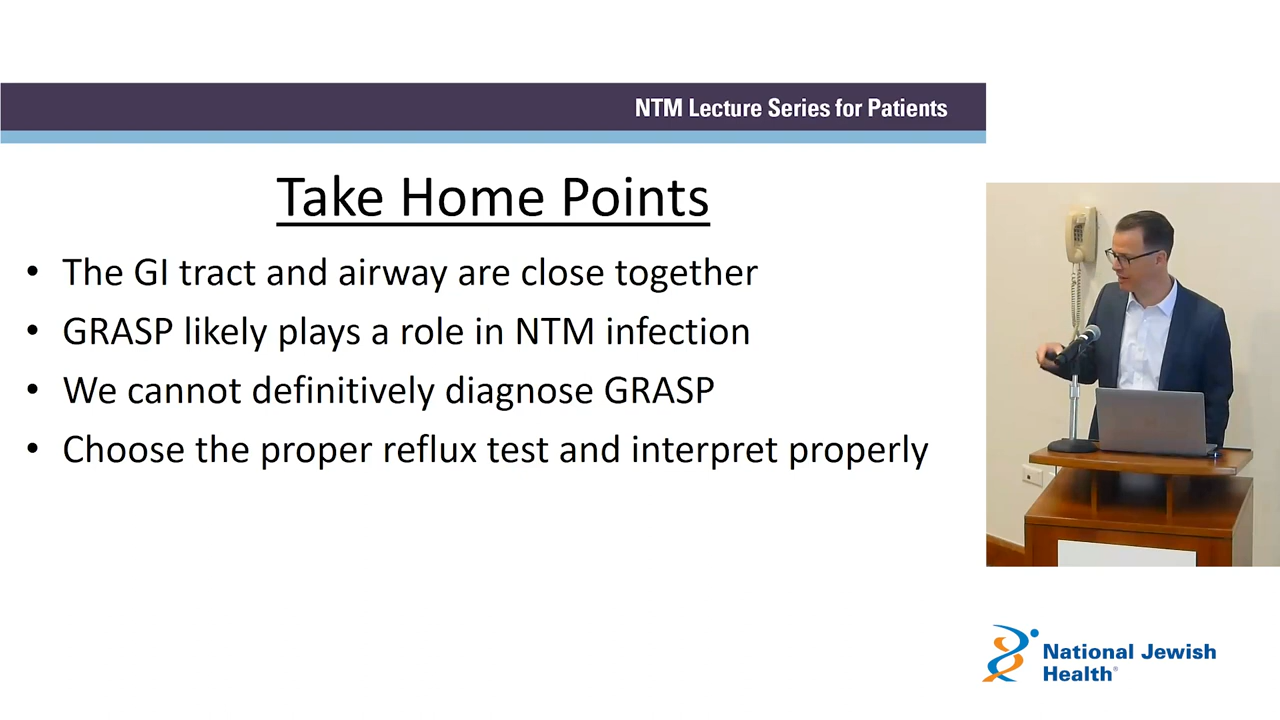 NTM Lecture Series for Patients
Take Home Points
• The GI tract and airway are close together
• GRASP likely plays a role in NTM infection
• We cannot definitively diagnose GRASP
• Choose the proper reflux test and interpret properly
National Jewish
Health®